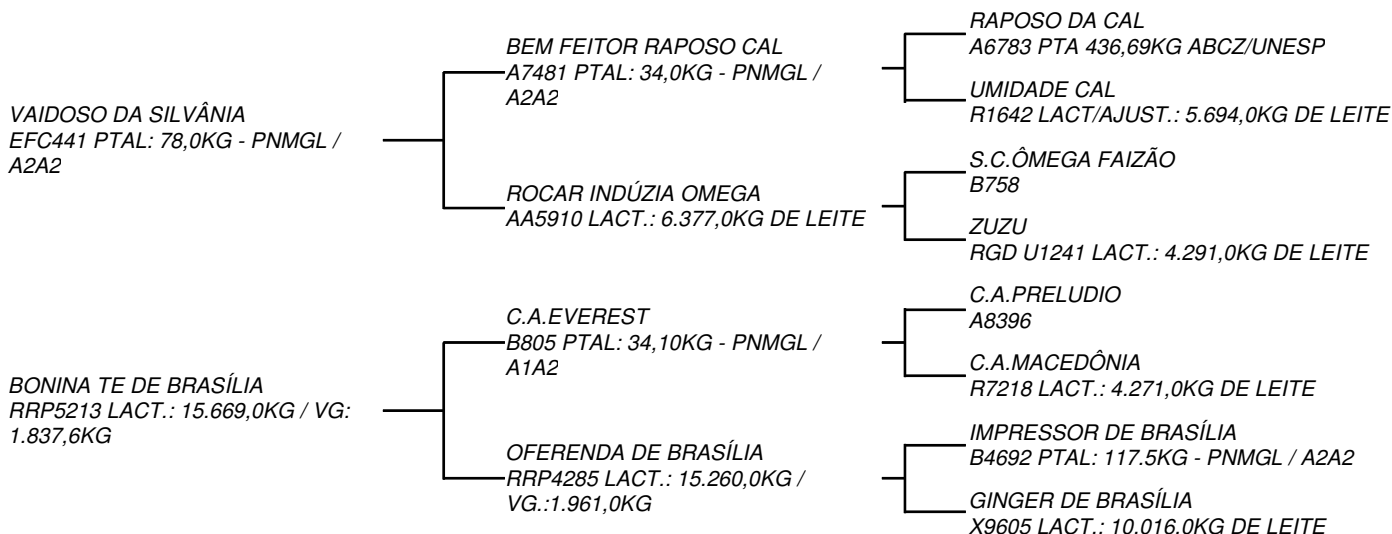 VAIDOSO DA SILVÂNIA
EFC441 PTAL: 78,0KG - PNMGL /
A2A2
BEM FEITOR RAPOSO CAL
A7481 PTAL: 34,0KG - PNMGL /
A2A2
RAPOSO DA CAL
A6783 PTA 436,69KG ABCZ/UNESP
UMIDADE CAL
R1642 LACT/AJUST.: 5.694,0KG DE LEITE
ROCAR INDÚZIA OMEGA
AA5910 LACT.: 6.377,0KG DE LEITE
S.C.ÔMEGA FAIZÃO
B758
ZUZU
RGD U1241 LACT.: 4.291,0KG DE LEITE
BONINA TE DE BRASÍLIA
RRP5213 LACT.: 15.669,0KG / VG:
1.837,6KG
C.A.EVEREST
B805 PTAL: 34,10KG - PNMGL /
A1A2
C.A.PRELUDIO
A8396
C.A.MACEDÔNIA
R7218 LACT.: 4.271,0KG DE LEITE
OFERENDA DE BRASÍLIA
RRP4285 LACT.: 15.260,0KG /
VG.:1.961,0KG
IMPRESSOR DE BRASÍLIA
B4692 PTAL: 117.5KG - PNMGL / A2A2
GINGER DE BRASÍLIA
X9605 LACT.: 10.016,0KG DE LEITE